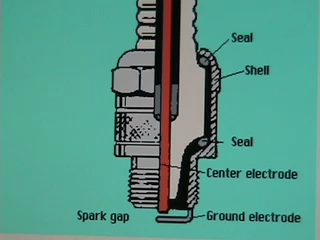 Seal
Shell
Seal
Center electrode
Spark gap
Ground electrode